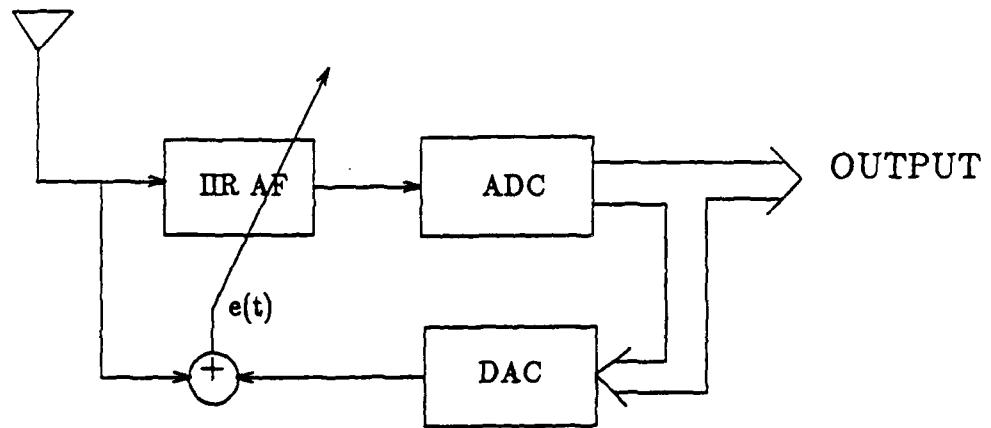 IIR AF
ADC
OUTPUT
e(t)
+
DAC